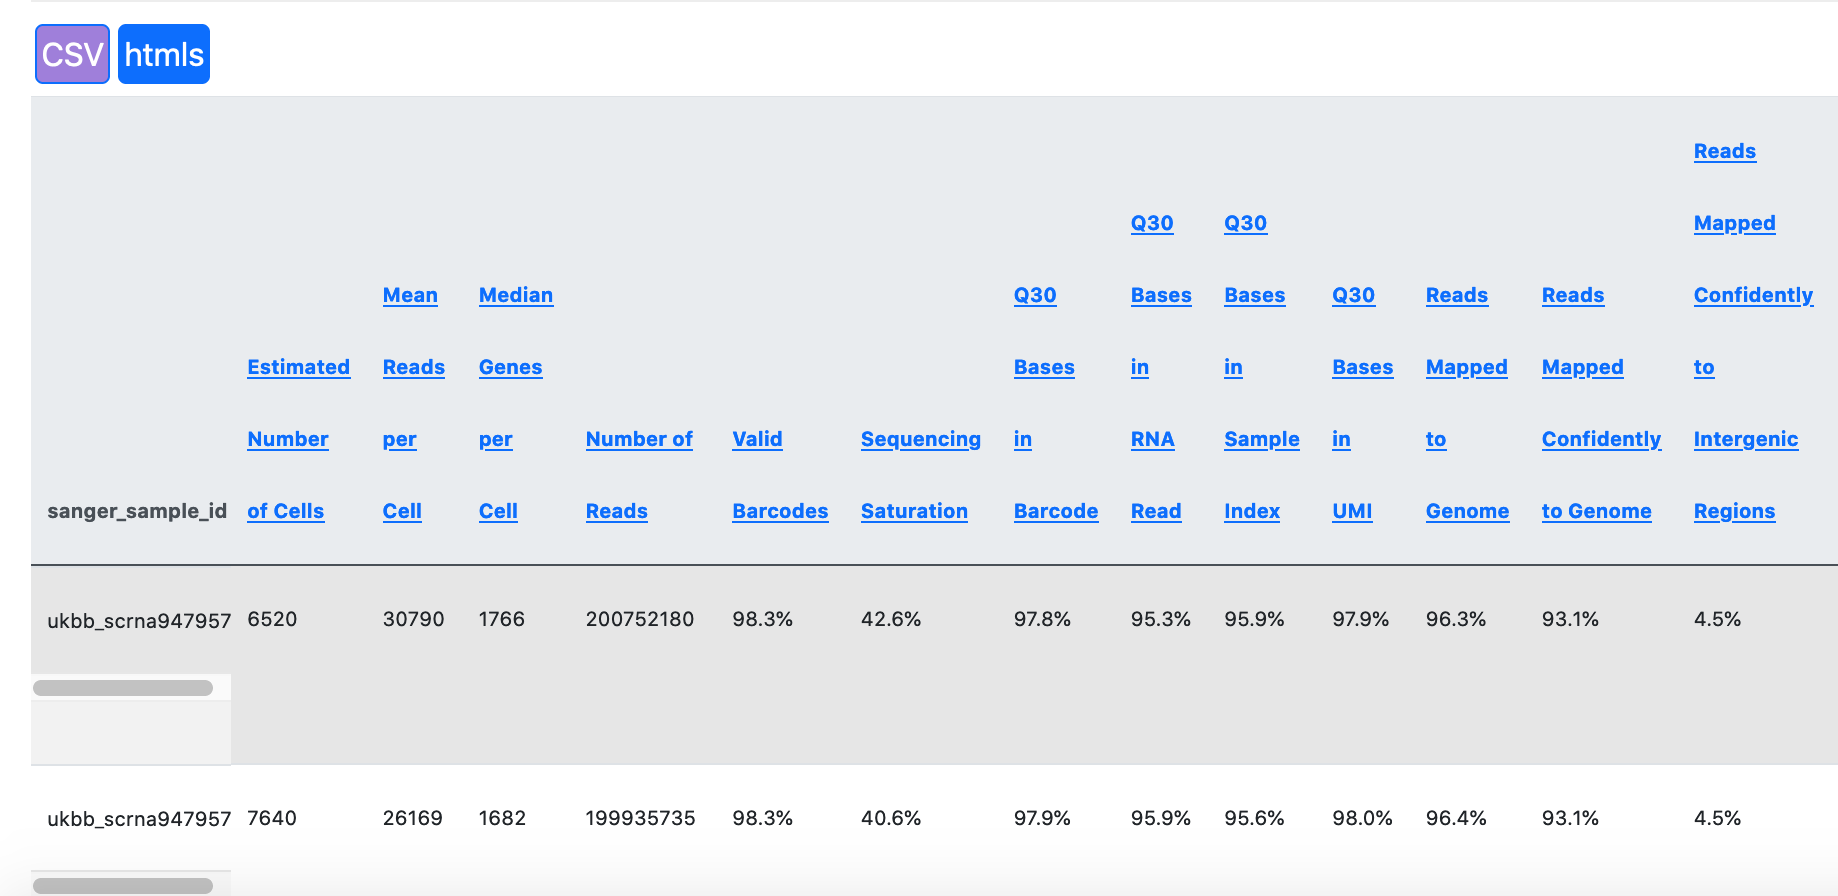 CSV htmls
Reads
Q30 Q30 Mapped
Mean Median Q30 Bases Bases Q30 Reads Reads Confidently
Estimated Reads Genes Bases in in Bases Mapped Mapped to
Number per per Number of Valid Sequencing in RNA Sample in to Confidently Intergenic
sanger_sample_id of Cells Cell Cell Reads Barcodes Saturation Barcode Read Index UMI Genome to Genome Regions
ukbb_scrna947957 6520 30790 1766 200752180 98.3% 42.6% 97.8% 95.3% 95.9% 97.9% 96.3% 93.1% 4.5%
ukbb_scrna947957 7640 26169 1682 199935735 98.3% 40.6% 97.9% 95.9% 95.6% 98.0% 96.4% 93.1% 4.5%